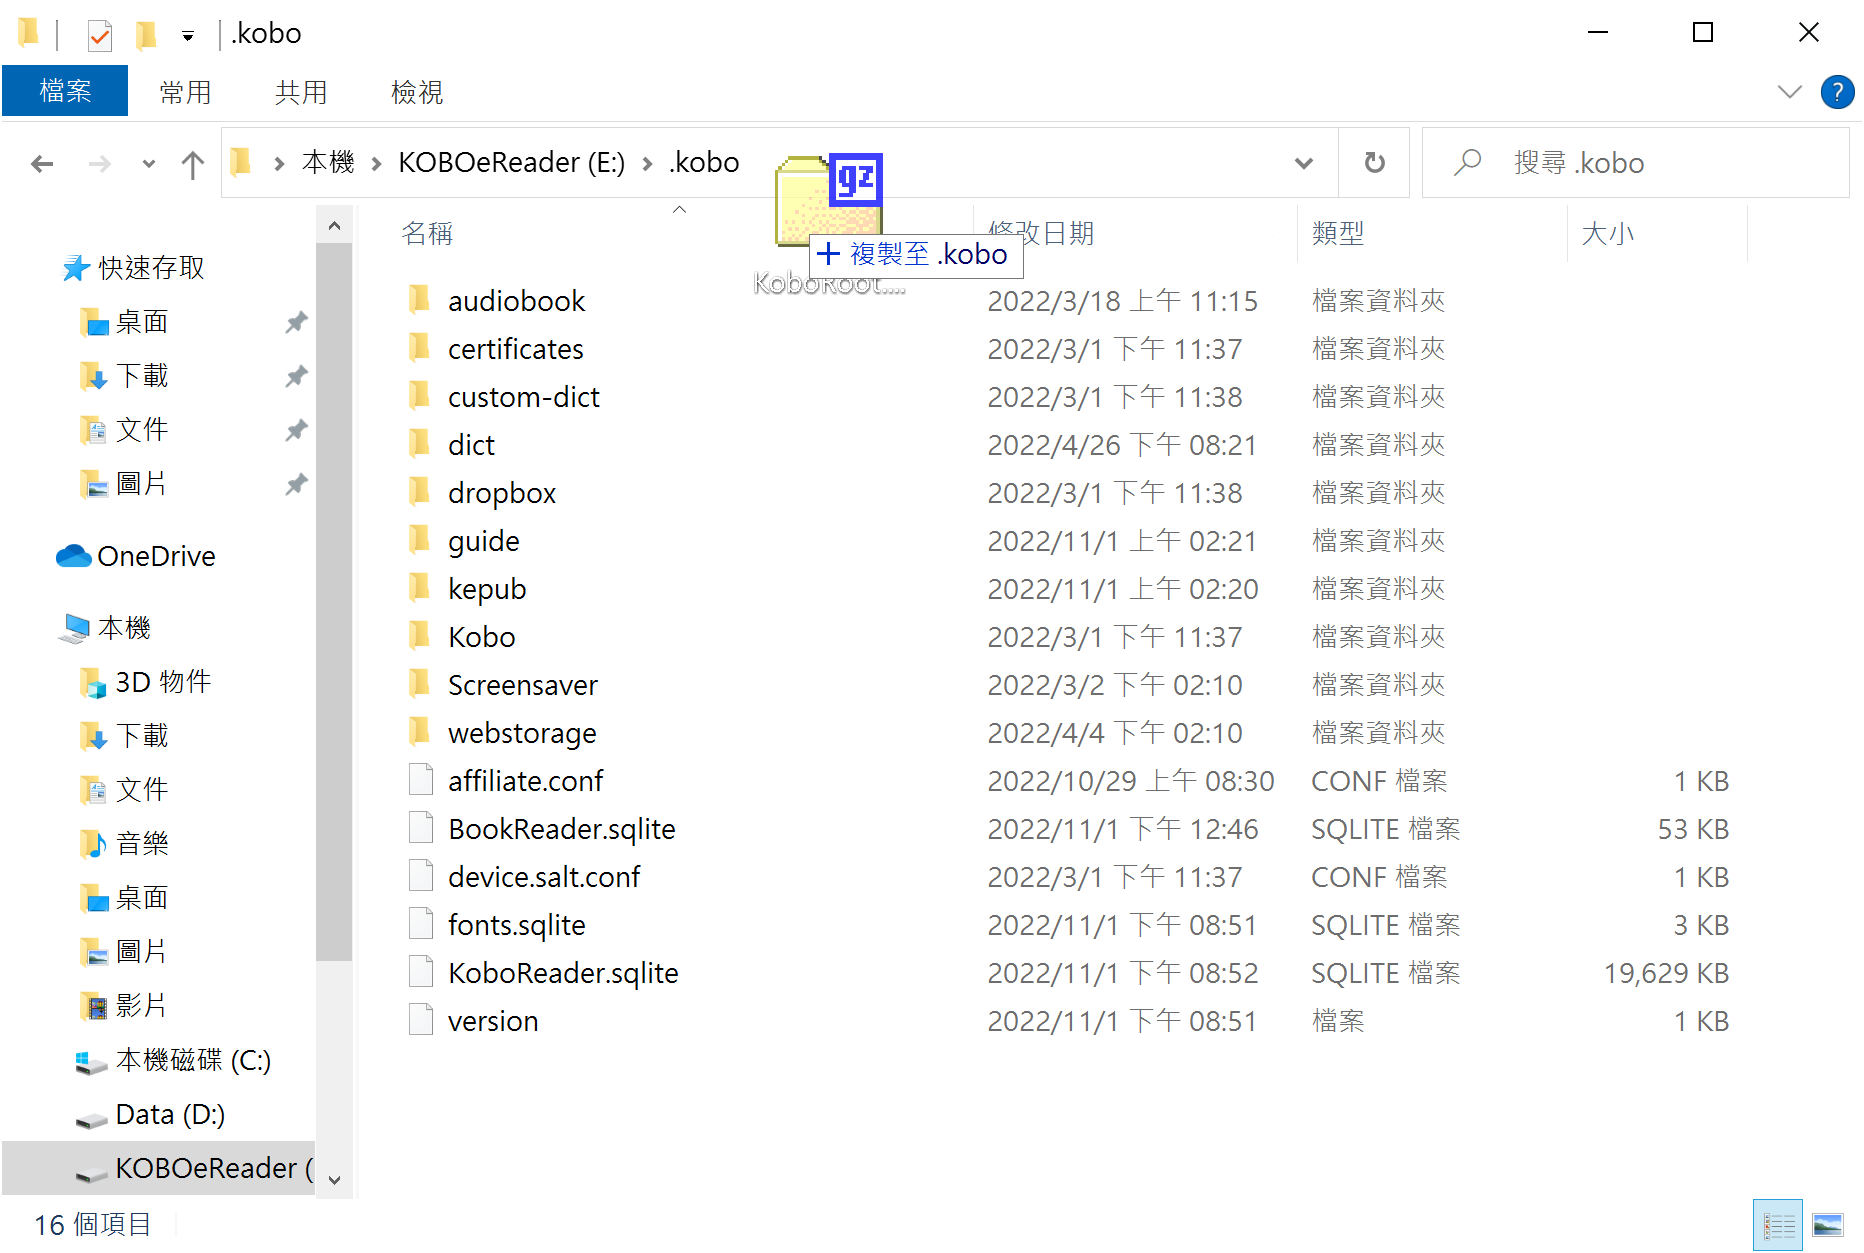 .kobo
檔案 常用 共用 檢視 ?
本機 KOBOeReader (E:) .kobo 搜尋 .kobo
gz
+ 複製至 .kobo
KoboRoot....
名稱 修改日期 類型 大小
快速存取
桌面
下載
文件
圖片
OneDrive
本機
3D 物件
下載
文件
音樂
桌面
圖片
影片
本機磁碟 (C:)
Data (D:)
KOBOeReader (
audiobook 2022/3/18 上午 11:15 檔案資料夾
certificates 2022/3/1 下午 11:37 檔案資料夾
custom-dict 2022/3/1 下午 11:38 檔案資料夾
dict 2022/4/26 下午 08:21 檔案資料夾
dropbox 2022/3/1 下午 11:38 檔案資料夾
guide 2022/11/1 上午 02:21 檔案資料夾
kepub 2022/11/1 上午 02:20 檔案資料夾
Kobo 2022/3/1 下午 11:37 檔案資料夾
Screensaver 2022/3/2 下午 02:10 檔案資料夾
webstorage 2022/4/4 下午 02:10 檔案資料夾
affiliate.conf 2022/10/29 上午 08:30 CONF 檔案 1 KB
BookReader.sqlite 2022/11/1 下午 12:46 SQLITE 檔案 53 KB
device.salt.conf 2022/3/1 下午 11:37 CONF 檔案 1 KB
fonts.sqlite 2022/11/1 下午 08:51 SQLITE 檔案 3 KB
KoboReader.sqlite 2022/11/1 下午 08:52 SQLITE 檔案 19,629 KB
version 2022/11/1 下午 08:51 檔案 1 KB
16 個項目